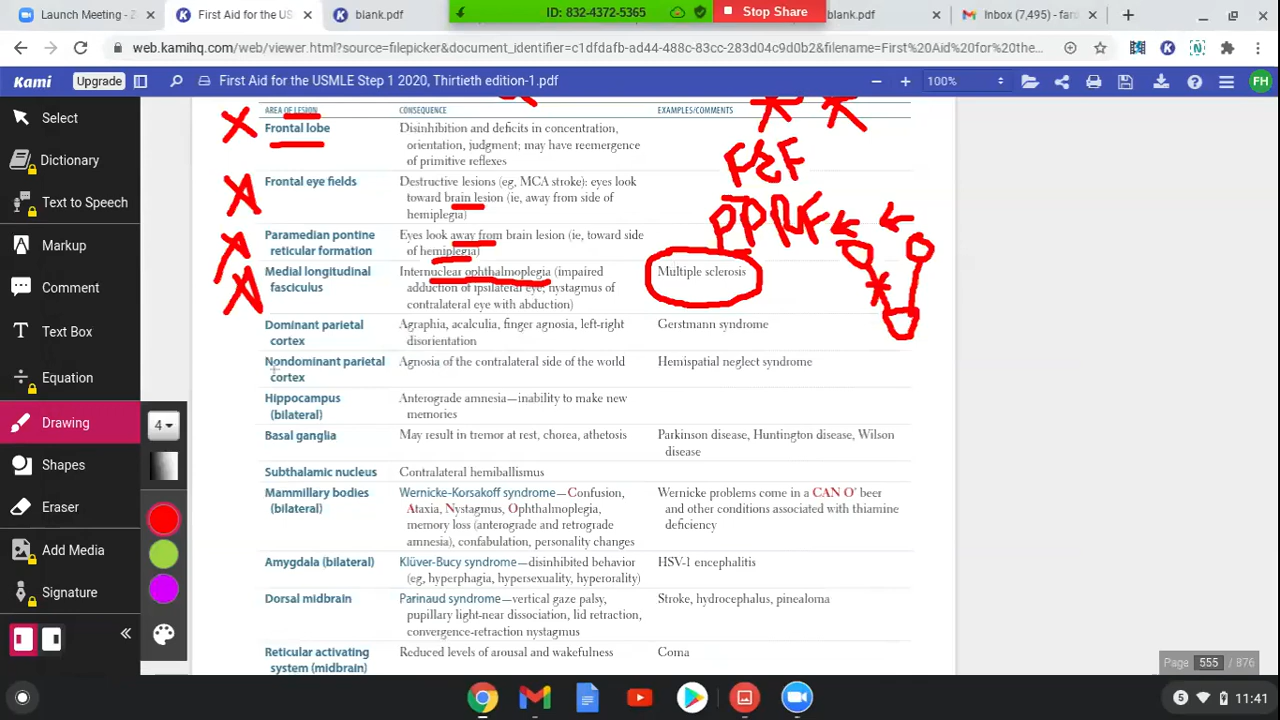 Launch Meeting - Z
First Aid for the US
blank.pdf
ID: 832-4372-5365
Stop Share
blank.pdf
Inbox (7,495) - fars
web.kamihq.com/web/viewer.html?source=filepicker&document_identifier=c1dfdafb-ad44-488c-83cc-283d04c9d0b2&filename=First%20Aid%20for%20the...
Kami
Upgrade
First Aid for the USMLE Step 1 2020, Thirtieth edition-1.pdf
100%
FH
Select
Dictionary
Text to Speech
Markup
Comment
Text Box
Equation
Drawing
4
Shapes
Eraser
Add Media
Signature
AREA OF LESION CONSEQUENCE EXAMPLES/COMMENTS
Frontal lobe Disinhibition and deficits in concentration,
orientation, judgment; may have reemergence
of primitive reflexes
FEF
Frontal eye fields Destructive lesions (eg, MCA stroke): eyes look
toward brain lesion (ie, away from side of
hemiplegia)
PPRF
Paramedian pontine Eyes look away from brain lesion (ie, toward side
reticular formation of hemiplegia)
Medial longitudinal Internuclear ophthalmoplegia (impaired Multiple sclerosis
fasciculus adduction of ipsilateral eye; nystagmus of
contralateral eye with abduction)
Dominant parietal Agraphia, acalculia, finger agnosia, left-right Gerstmann syndrome
cortex disorientation
Nondominant parietal Agnosia of the contralateral side of the world Hemispatial neglect syndrome
cortex
Hippocampus Anterograde amnesia—inability to make new
(bilateral) memories
Basal ganglia May result in tremor at rest, chorea, athetosis Parkinson disease, Huntington disease, Wilson
disease
Subthalamic nucleus Contralateral hemiballismus
Mammillary bodies Wernicke-Korsakoff syndrome—Confusion, Wernicke problems come in a CAN O' beer
(bilateral) Ataxia, Nystagmus, Ophthalmoplegia, and other conditions associated with thiamine
memory loss (anterograde and retrograde deficiency
amnesia), confabulation, personality changes
Amygdala (bilateral) Klüver-Bucy syndrome—disinhibited behavior HSV-1 encephalitis
(eg, hyperphagia, hypersexuality, hyperorality)
Dorsal midbrain Parinaud syndrome—vertical gaze palsy, Stroke, hydrocephalus, pinealoma
pupillary light-near dissociation, lid retraction,
convergence-retraction nystagmus
Reticular activating Reduced levels of arousal and wakefulness Coma
system (midbrain)
Page 555 / 876
5
11:41